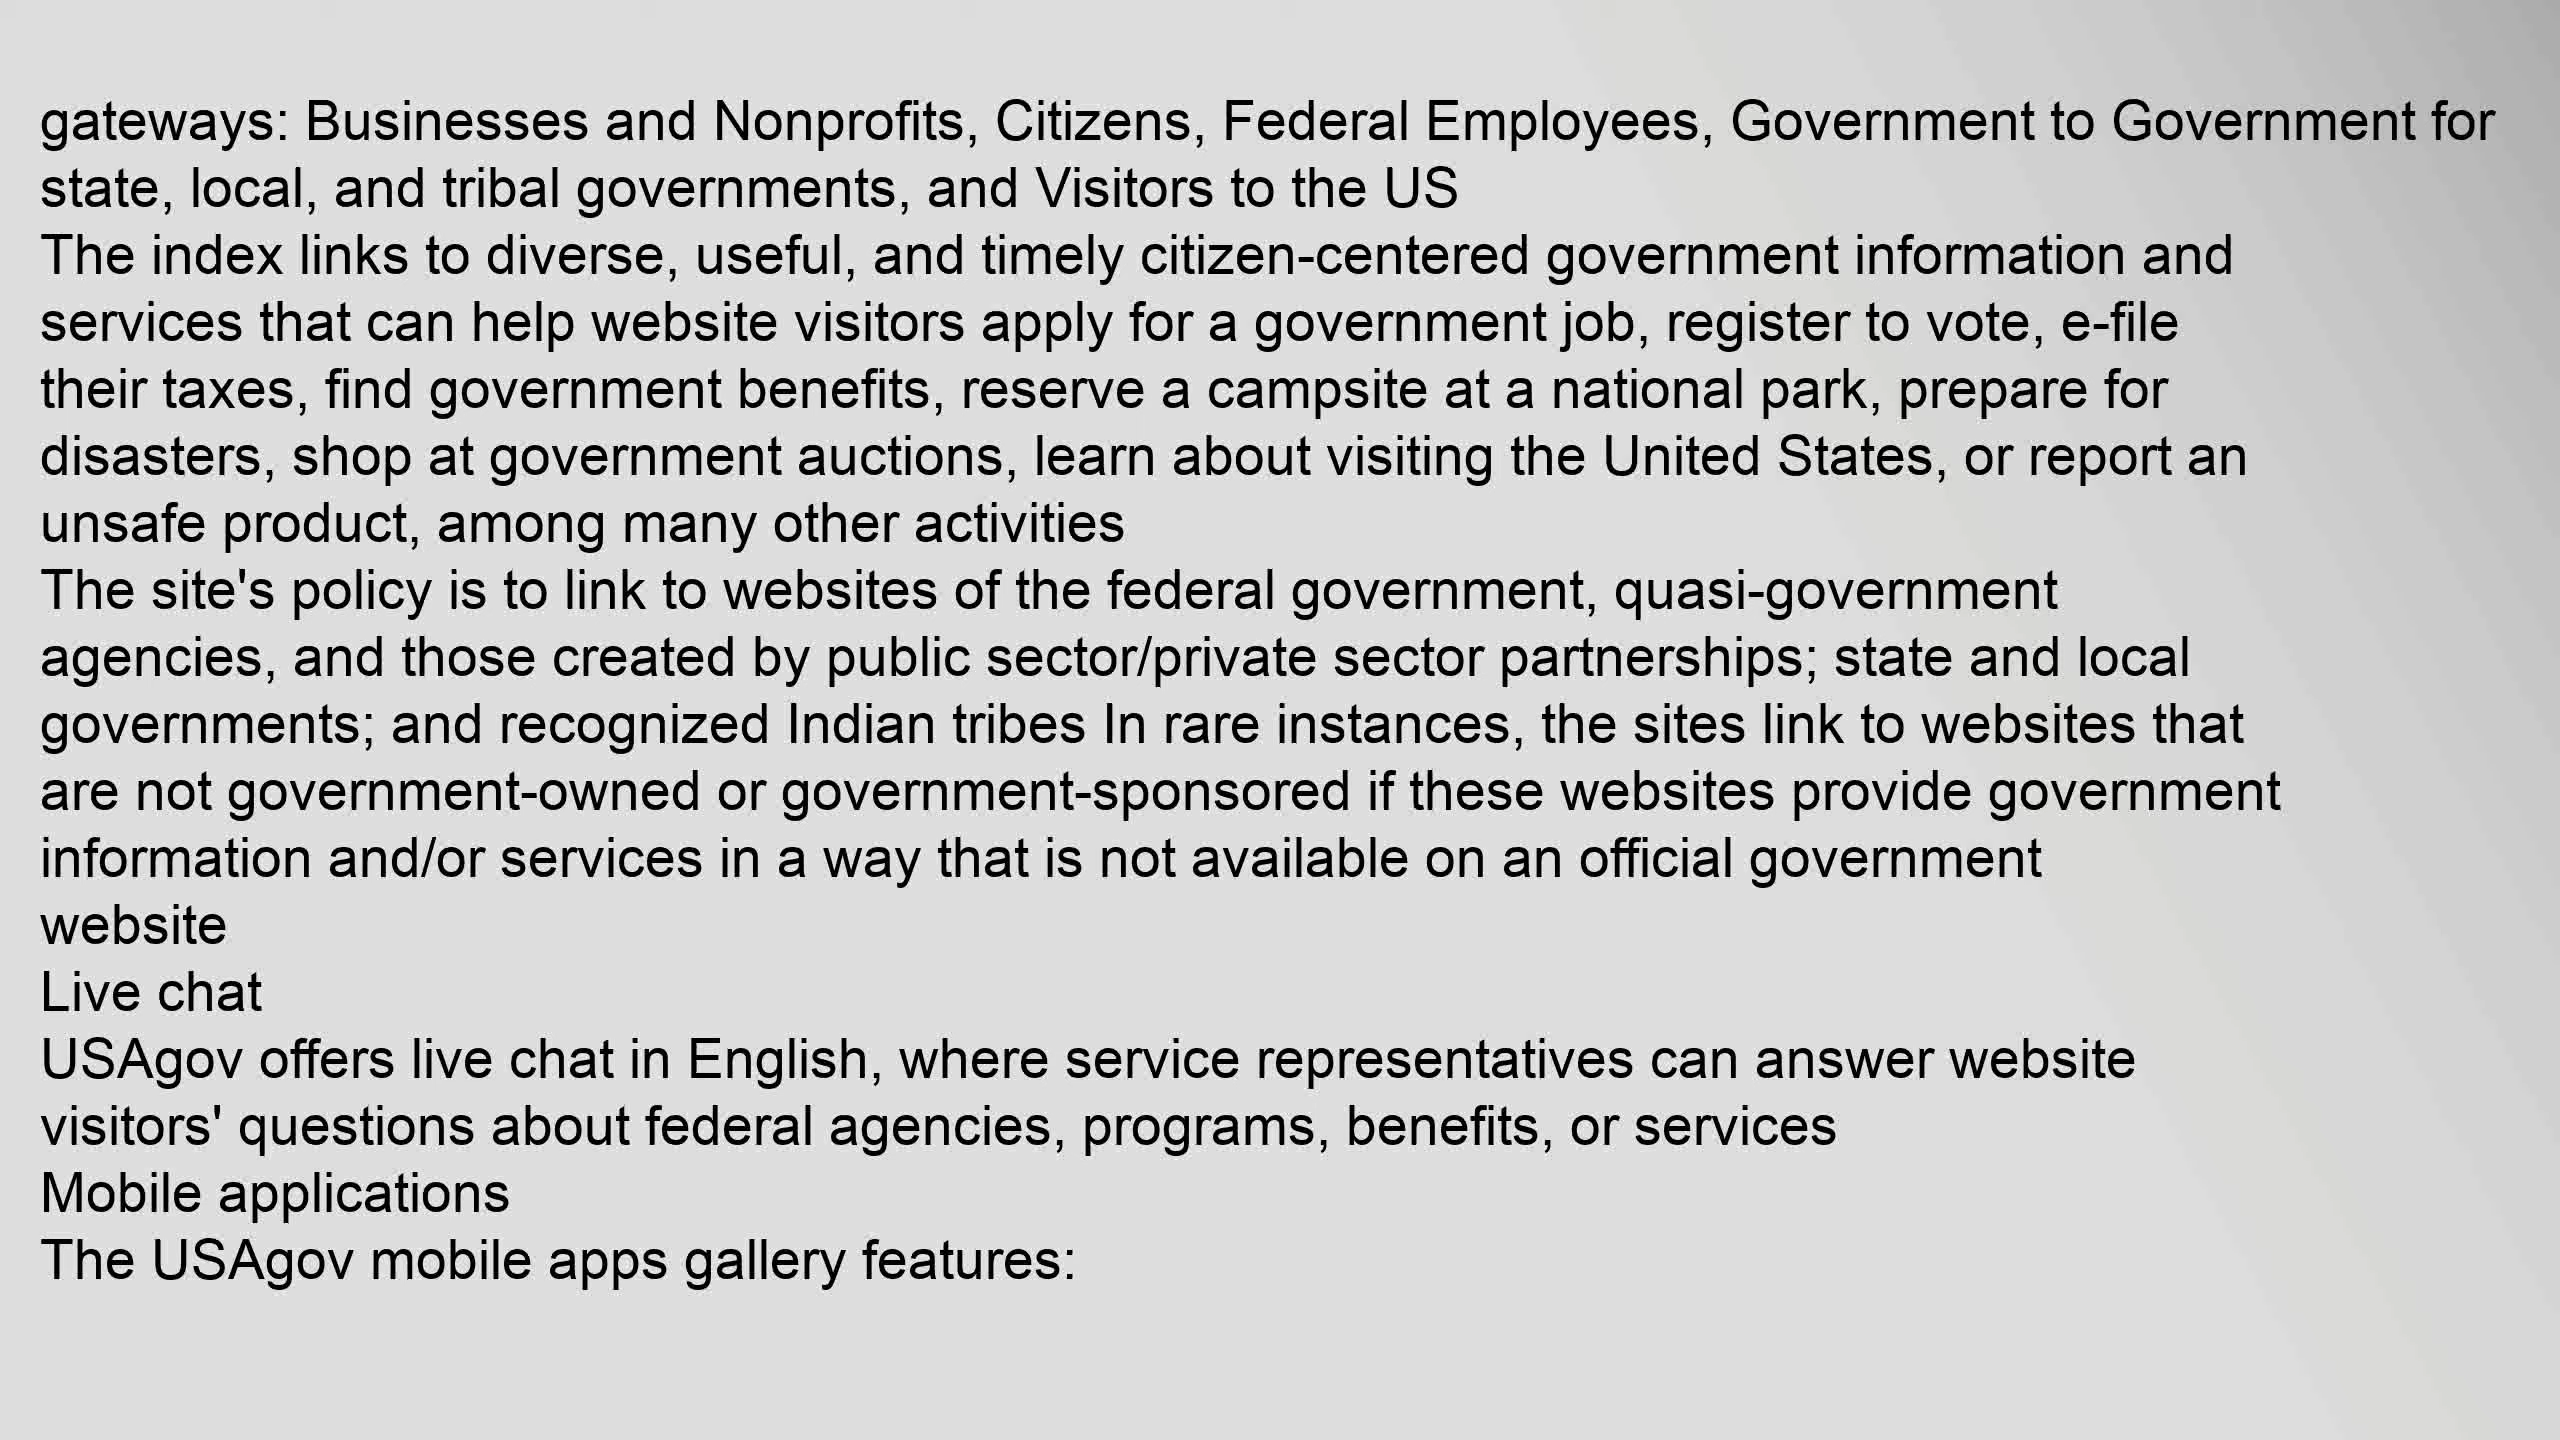 gateways: Businesses and Nonprofits, Citizens, Federal Employees, Government to Government for
state, local, and tribal governments, and Visitors to the US
The index links to diverse, useful, and timely citizen-centered government information and
services that can help website visitors apply for a government job, register to vote, e-file
their taxes, find government benefits, reserve a campsite at a national park, prepare for
disasters, shop at government auctions, learn about visiting the United States, or report an
unsafe product, among many other activities
The site's policy is to link to websites of the federal government, quasi-government
agencies, and those created by public sector/private sector partnerships; state and local
governments; and recognized Indian tribes In rare instances, the sites link to websites that
are not government-owned or government-sponsored if these websites provide government
information and/or services in a way that is not available on an official government
website
Live chat
USAgov offers live chat in English, where service representatives can answer website
visitors' questions about federal agencies, programs, benefits, or services
Mobile applications
The USAgov mobile apps gallery features: